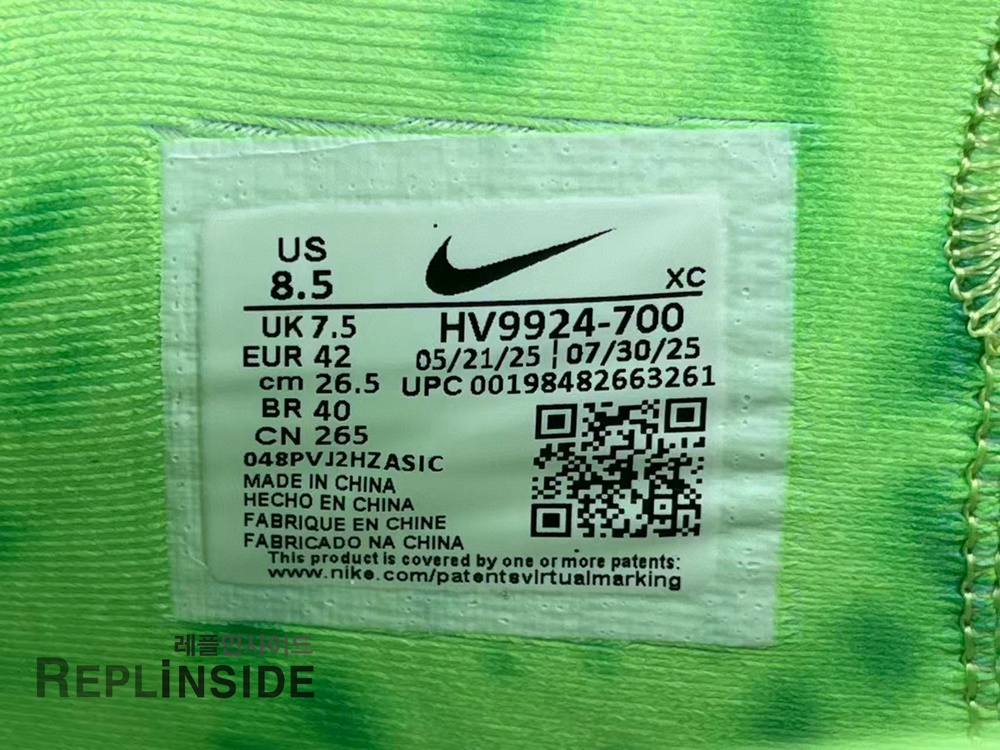 US
8.5
XC
UK 7.5
HV9924-700
EUR 42
05/21/25 | 07/30/25
cm 26.5
UPC 00198482663261
BR 40
CN 265
048PVJ2HZASIC
MADE IN CHINA
HECHO EN CHINA
FABRIQUE EN CHINE
FABRICADO NA CHINA
This product is covered by one or more patents:
www.nike.com/patentsvirtualmarking
레플인사이드
REPLINSIDE